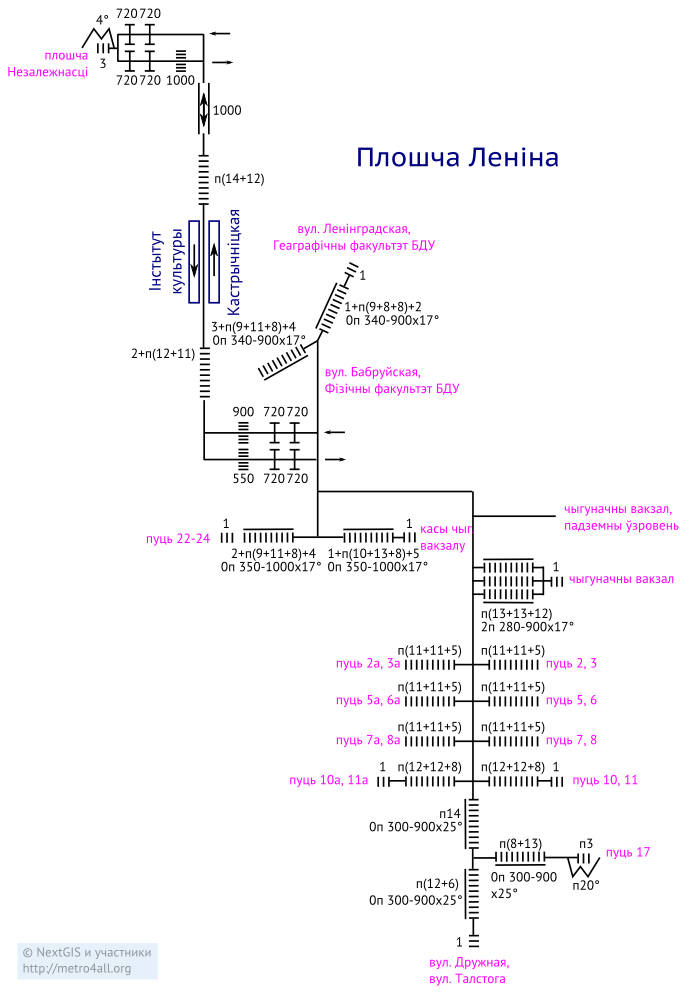 720 720
4°
плошча
Незалежнасці
3
720 720 1000
1000
п(14+12)
Плошча Леніна
Інстытут
культуры
Кастрычніцкая
вул. Ленінградская,
Геаграфічны факультэт БДУ
1
1+п(9+8+8)+2
0п 340-900x17°
3+п(9+11+8)+4
0п 340-900x17°
2+п(12+11)
вул. Бабруйская,
Фізічны факультэт БДУ
900 720 720
550 720 720
чыгуначны вакзал,
падземны ўзровень
пуць 22-24
1
1
касы чыг.
вакзалу
2+п(9+11+8)+4
0п 350-1000x17°
1+п(10+13+8)+5
0п 350-1000x17°
1
чыгуначны вакзал
п(13+13+12)
2п 280-900x17°
п(11+11+5) п(11+11+5)
пуць 2а, 3а пуць 2, 3
п(11+11+5) п(11+11+5)
пуць 5а, 6а пуць 5, 6
п(11+11+5) п(11+11+5)
пуць 7а, 8а пуць 7, 8
1 п(12+12+8) п(12+12+8) 1
пуць 10а, 11а пуць 10, 11
п14
0п 300-900x25°
п(8+13) п3
пуць 17
0п 300-900
x25°
п20°
п(12+6)
0п 300-900x25°
1
вул. Дружная,
вул. Талстога
© NextGIS и участники
http://metro4all.org